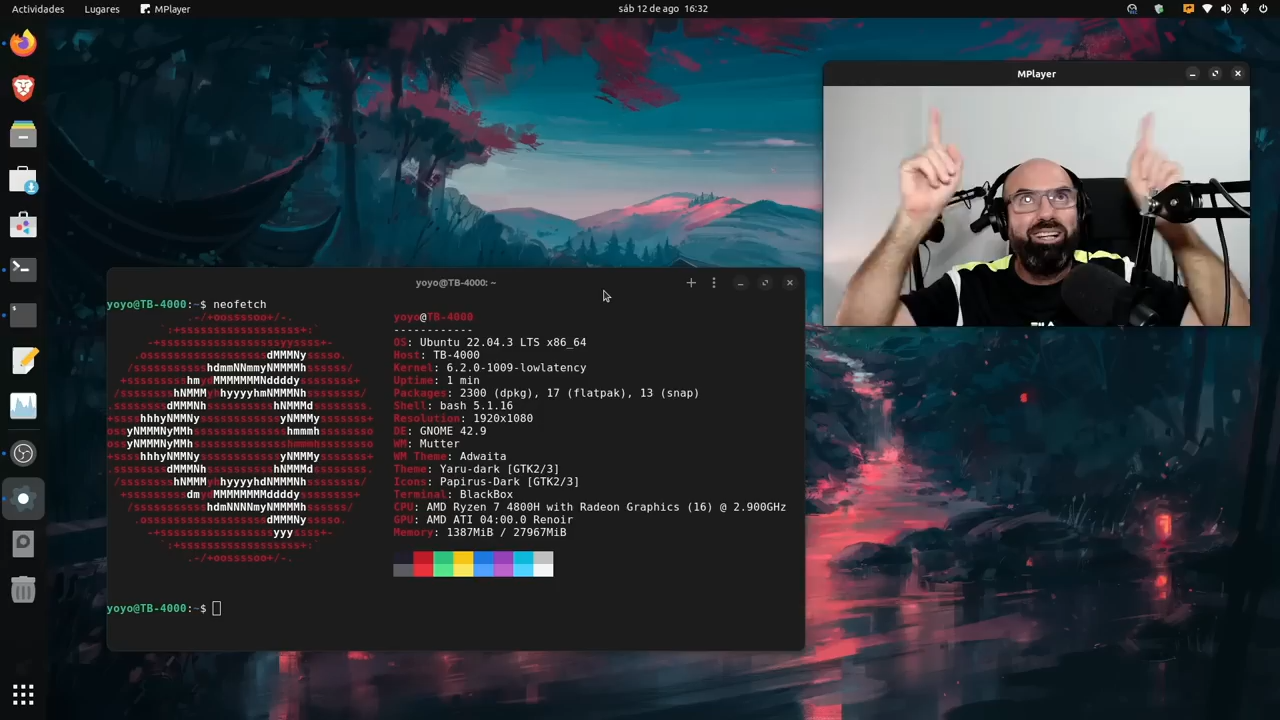 Actividades Lugares MPlayer sáb 12 de ago 16:32
MPlayer
yoyo@TB-4000: ~
yoyo@TB-4000:~$ neofetch
yoyo@TB-4000
------------
OS: Ubuntu 22.04.3 LTS x86_64
Host: TB-4000
Kernel: 6.2.0-1009-lowlatency
Uptime: 1 min
Packages: 2300 (dpkg), 17 (flatpak), 13 (snap)
Shell: bash 5.1.16
Resolution: 1920x1080
DE: GNOME 42.9
WM: Mutter
WM Theme: Adwaita
Theme: Yaru-dark [GTK2/3]
Icons: Papirus-Dark [GTK2/3]
Terminal: BlackBox
CPU: AMD Ryzen 7 4800H with Radeon Graphics (16) @ 2.900GHz
GPU: AMD ATI 04:00.0 Renoir
Memory: 1387MiB / 27967MiB
yoyo@TB-4000:~$